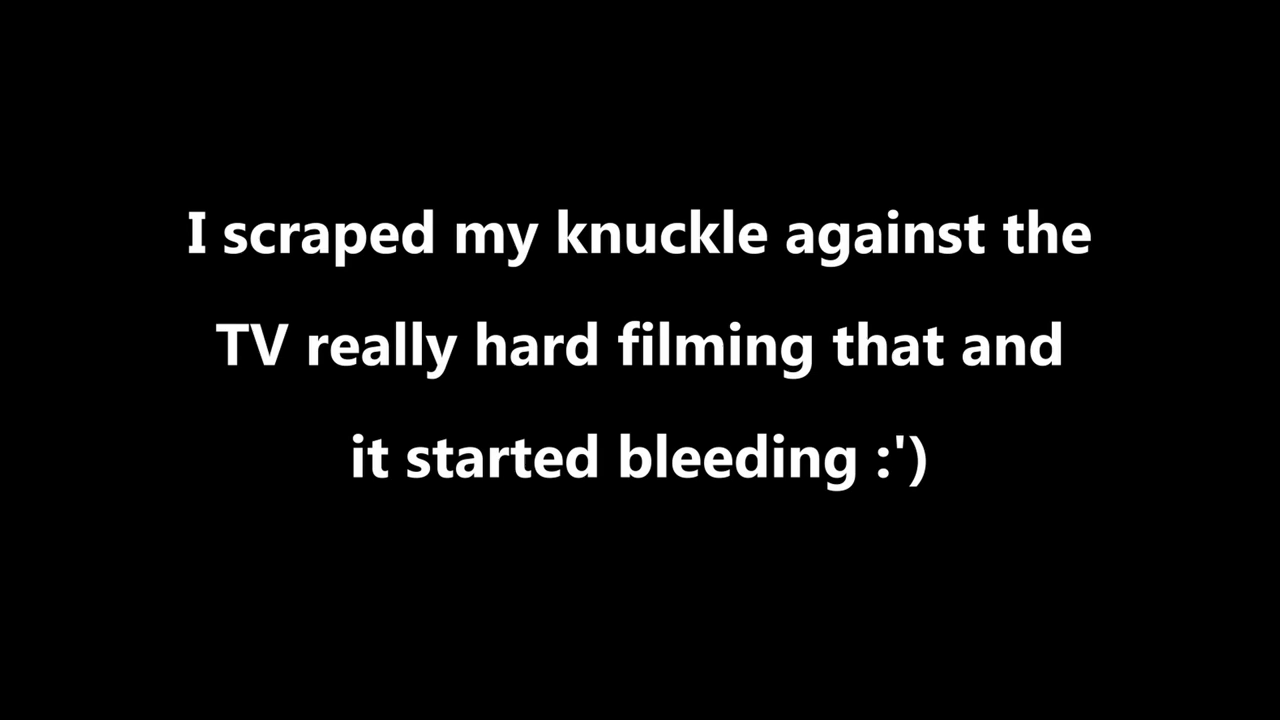 I scraped my knuckle against the
TV really hard filming that and
it started bleeding :')